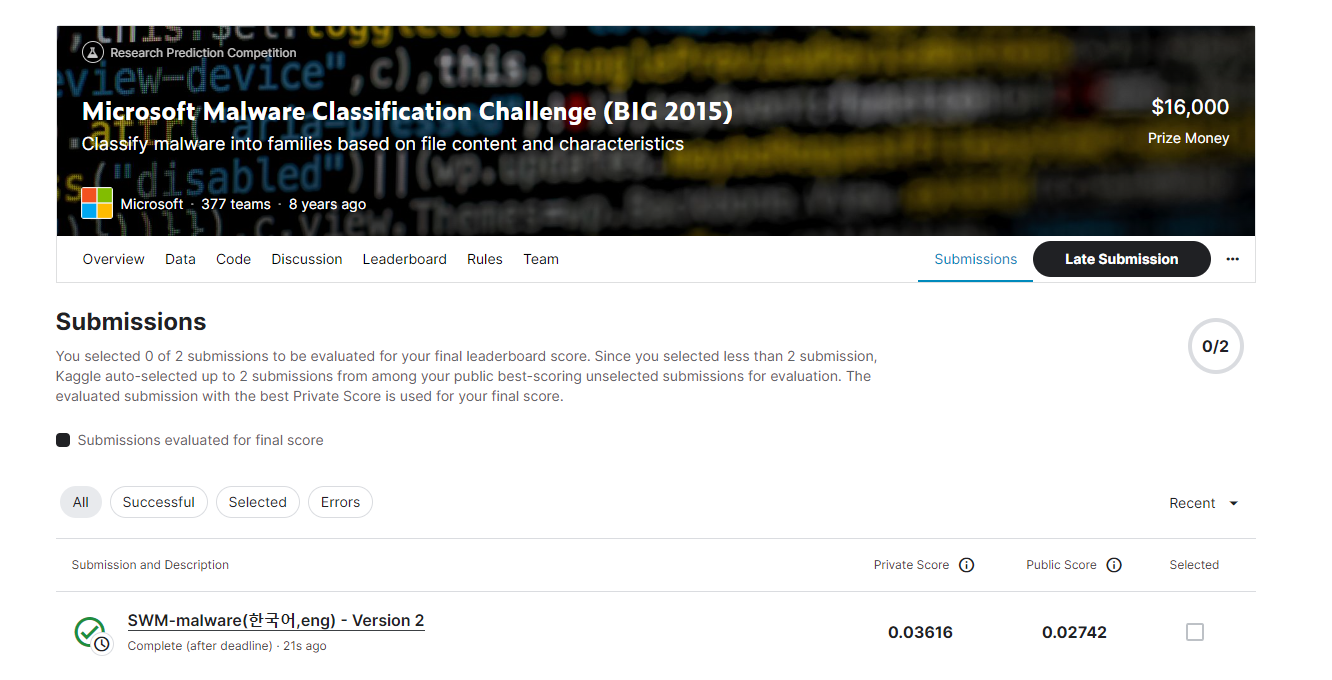 Research Prediction Competition
Microsoft Malware Classification Challenge (BIG 2015)
$16,000
Classify malware into families based on file content and characteristics
Prize Money
Microsoft · 377 teams · 8 years ago
Overview Data Code Discussion Leaderboard Rules Team Submissions Late Submission ...
Submissions
0/2
You selected 0 of 2 submissions to be evaluated for your final leaderboard score. Since you selected less than 2 submission,
Kaggle auto-selected up to 2 submissions from among your public best-scoring unselected submissions for evaluation. The
evaluated submission with the best Private Score is used for your final score.
Submissions evaluated for final score
All Successful Selected Errors Recent
Submission and Description Private Score Public Score Selected
SWM-malware(한국어,eng) - Version 2
Complete (after deadline) · 21s ago
0.03616 0.02742